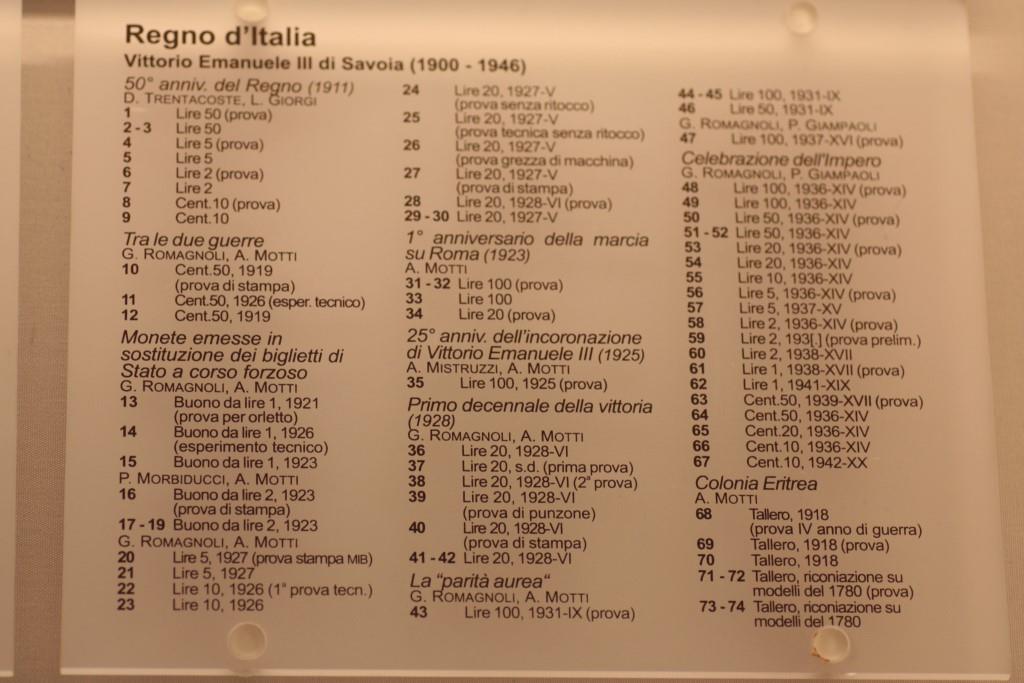 Regno d'Italia
Vittorio Emanuele III di Savoia (1900 - 1946)
50° anniv. del Regno (1911)
D. TRENTACOSTE, L. GIORGI
1 Lire 50 (prova)
2 - 3 Lire 50
4 Lire 5 (prova)
5 Lire 5
6 Lire 2 (prova)
7 Lire 2
8 Cent.10 (prova)
9 Cent.10
Tra le due guerre
G. ROMAGNOLI, A. MOTTI
10 Cent.50, 1919
(prova di stampa)
11 Cent.50, 1926 (esper. tecnico)
12 Cent.50, 1919
Monete emesse in
sostituzione dei biglietti di
Stato a corso forzoso
G. ROMAGNOLI, A. MOTTI
13 Buono da lire 1, 1921
(prova per orletto)
14 Buono da lire 1, 1926
(esperimento tecnico)
15 Buono da lire 1, 1923
P. MORBIDUCCI, A. MOTTI
16 Buono da lire 2, 1923
(prova di stampa)
17 - 19 Buono da lire 2, 1923
G. ROMAGNOLI, A. MOTTI
20 Lire 5, 1927 (prova stampa MIB)
21 Lire 5, 1927
22 Lire 10, 1926 (1ª prova tecn.)
23 Lire 10, 1926
24 Lire 20, 1927-V
(prova senza ritocco)
25 Lire 20, 1927-V
(prova tecnica senza ritocco)
26 Lire 20, 1927-V
(prova grezza di macchina)
27 Lire 20, 1927-V
(prova di stampa)
28 Lire 20, 1928-VI (prova)
29 - 30 Lire 20, 1927-V
1° anniversario della marcia
su Roma (1923)
A. MOTTI
31 - 32 Lire 100 (prova)
33 Lire 100
34 Lire 20 (prova)
25° anniv. dell'incoronazione
di Vittorio Emanuele III (1925)
A. MISTRUZZI, A. MOTTI
35 Lire 100, 1925 (prova)
Primo decennale della vittoria
(1928)
G. ROMAGNOLI, A. MOTTI
36 Lire 20, 1928-VI
37 Lire 20, s.d. (prima prova)
38 Lire 20, 1928-VI (2ª prova)
39 Lire 20, 1928-VI
(prova di punzone)
40 Lire 20, 1928-VI
(prova di stampa)
41 - 42 Lire 20, 1928-VI
La "parità aurea"
G. ROMAGNOLI, A. MOTTI
43 Lire 100, 1931-IX (prova)
44 - 45 Lire 100, 1931-IX
46 Lire 50, 1931-IX
G. ROMAGNOLI, P. GIAMPAOLI
47 Lire 100, 1937-XVI (prova)
Celebrazione dell'Impero
G. ROMAGNOLI, P. GIAMPAOLI
48 Lire 100, 1936-XIV (prova)
49 Lire 100, 1936-XIV
50 Lire 50, 1936-XIV (prova)
51 - 52 Lire 50, 1936-XIV
53 Lire 20, 1936-XIV (prova)
54 Lire 20, 1936-XIV
55 Lire 10, 1936-XIV
56 Lire 5, 1936-XIV (prova)
57 Lire 5, 1937-XV
58 Lire 2, 1936-XIV (prova)
59 Lire 2, 193[.] (prova prelim.)
60 Lire 2, 1938-XVII
61 Lire 1, 1938-XVII (prova)
62 Lire 1, 1941-XIX
63 Cent.50, 1939-XVII (prova)
64 Cent.50, 1936-XIV
65 Cent.20, 1936-XIV
66 Cent.10, 1936-XIV
67 Cent.10, 1942-XX
Colonia Eritrea
A. MOTTI
68 Tallero, 1918
(prova IV anno di guerra)
69 Tallero, 1918 (prova)
70 Tallero, 1918
71 - 72 Tallero, riconiazione su
modelli del 1780 (prova)
73 - 74 Tallero, riconiazione su
modelli del 1780